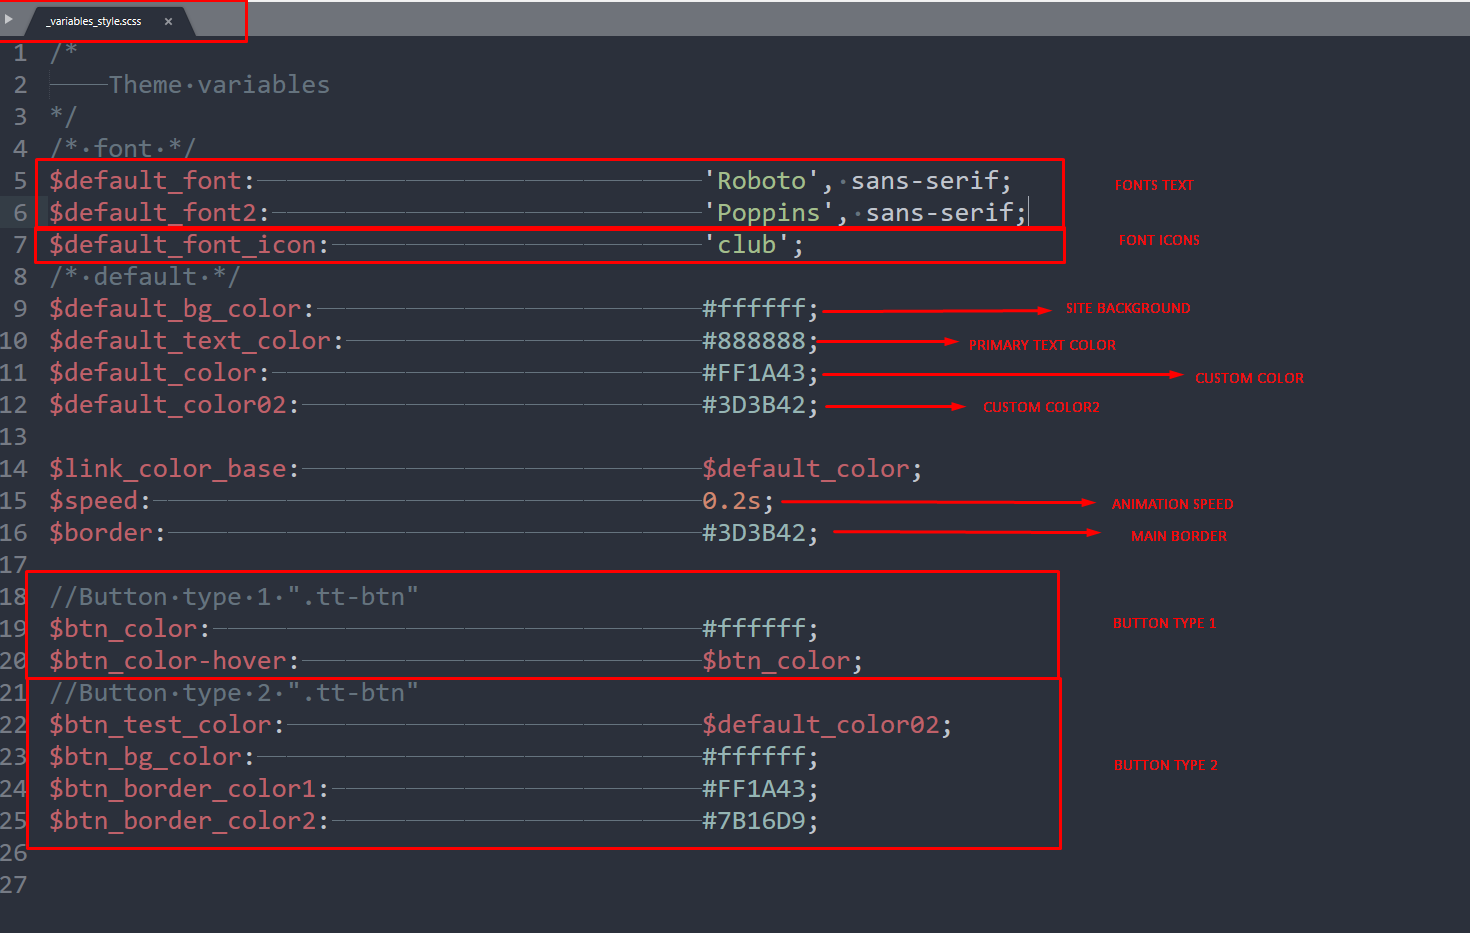 _variables_style.scss ×
1 /*
2 Theme variables
3 */
4 /* font */
5 $default_font: 'Roboto', sans-serif; FONTS TEXT
6 $default_font2: 'Poppins', sans-serif;
7 $default_font_icon: 'club'; FONT ICONS
8 /* default */
9 $default_bg_color: #ffffff; SITE BACKGROUND
10 $default_text_color: #888888; PRIMARY TEXT COLOR
11 $default_color: #FF1A43; CUSTOM COLOR
12 $default_color02: #3D3B42; CUSTOM COLOR2
13
14 $link_color_base: $default_color;
15 $speed: 0.2s; ANIMATION SPEED
16 $border: #3D3B42; MAIN BORDER
17
18 //Button type 1 ".tt-btn"
19 $btn_color: #ffffff; BUTTON TYPE 1
20 $btn_color-hover: $btn_color;
21 //Button type 2 ".tt-btn"
22 $btn_test_color: $default_color02;
23 $btn_bg_color: #ffffff; BUTTON TYPE 2
24 $btn_border_color1: #FF1A43;
25 $btn_border_color2: #7B16D9;
26
27